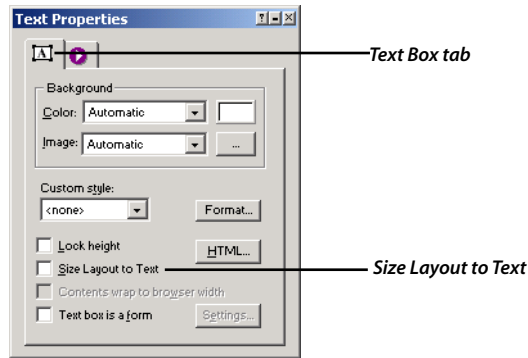 Text Properties
A
Text Box tab
Background
Color: Automatic
Image: Automatic ...
Custom style:
<none> Format...
Lock height HTML...
Size Layout to Text
Size Layout to Text
Contents wrap to browser width
Text box is a form Settings...